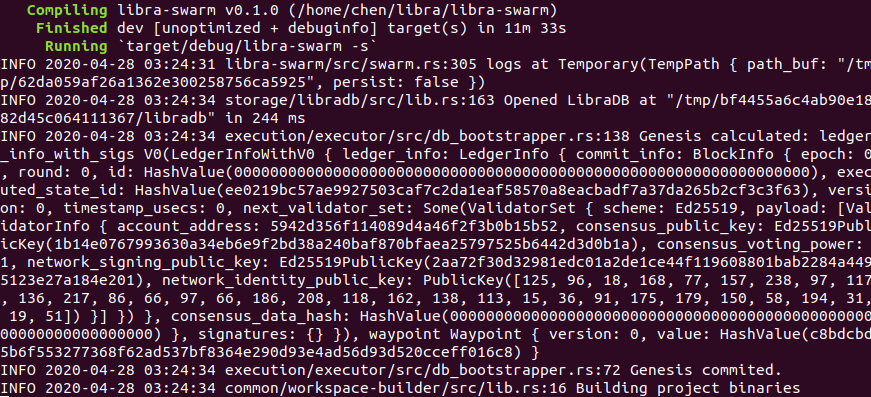 Compiling libra-swarm v0.1.0 (/home/chen/libra/libra-swarm)
Finished dev [unoptimized + debuginfo] target(s) in 11m 33s
Running `target/debug/libra-swarm -s`
INFO 2020-04-28 03:24:31 libra-swarm/src/swarm.rs:305 logs at Temporary(TempPath { path_buf: "/tm
p/62da059af26a1362e300258756ca5925", persist: false })
INFO 2020-04-28 03:24:34 storage/libradb/src/lib.rs:163 Opened LibraDB at "/tmp/bf4455a6c4ab90e18
82d45c064111367/libradb" in 244 ms
INFO 2020-04-28 03:24:34 execution/executor/src/db_bootstrapper.rs:138 Genesis calculated: ledger
_info_with_sigs V0(LedgerInfoWithV0 { ledger_info: LedgerInfo { commit_info: BlockInfo { epoch: 0
, round: 0, id: HashValue(0000000000000000000000000000000000000000000000000000000000000000), exec
uted_state_id: HashValue(ee0219bc57ae9927503caf7c2da1eaf58570a8eacbadf7a37da265b2cf3c3f63), versi
on: 0, timestamp_usecs: 0, next_validator_set: Some(ValidatorSet { scheme: Ed25519, payload: [Val
idatorInfo { account_address: 5942d356f114089d4a46f2f3b0b15b52, consensus_public_key: Ed25519Publ
icKey(1b14e0767993630a34eb6e9f2bd38a240baf870bfaea25797525b6442d3d0b1a), consensus_voting_power:
1, network_signing_public_key: Ed25519PublicKey(2aa72f30d32981edc01a2de1ce44f119608801bab2284a449
5123e27a184e201), network_identity_public_key: PublicKey([125, 96, 18, 168, 77, 157, 238, 97, 117
, 136, 217, 86, 66, 97, 66, 186, 208, 118, 162, 138, 113, 15, 36, 91, 175, 179, 150, 58, 194, 31,
19, 51]) }] }) }, consensus_data_hash: HashValue(000000000000000000000000000000000000000000000000
0000000000000000) }, signatures: {} }), waypoint Waypoint { version: 0, value: HashValue(c8bdcbd
5b6f553277368f62ad537bf8364e290d93e4ad56d93d520cceff016c8) }
INFO 2020-04-28 03:24:34 execution/executor/src/db_bootstrapper.rs:72 Genesis commited.
INFO 2020-04-28 03:24:34 common/workspace-builder/src/lib.rs:16 Building project binaries